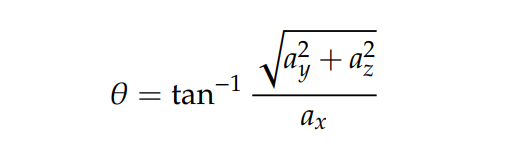 θ = tan⁻¹ √(a_y² + a_z²) / a_x